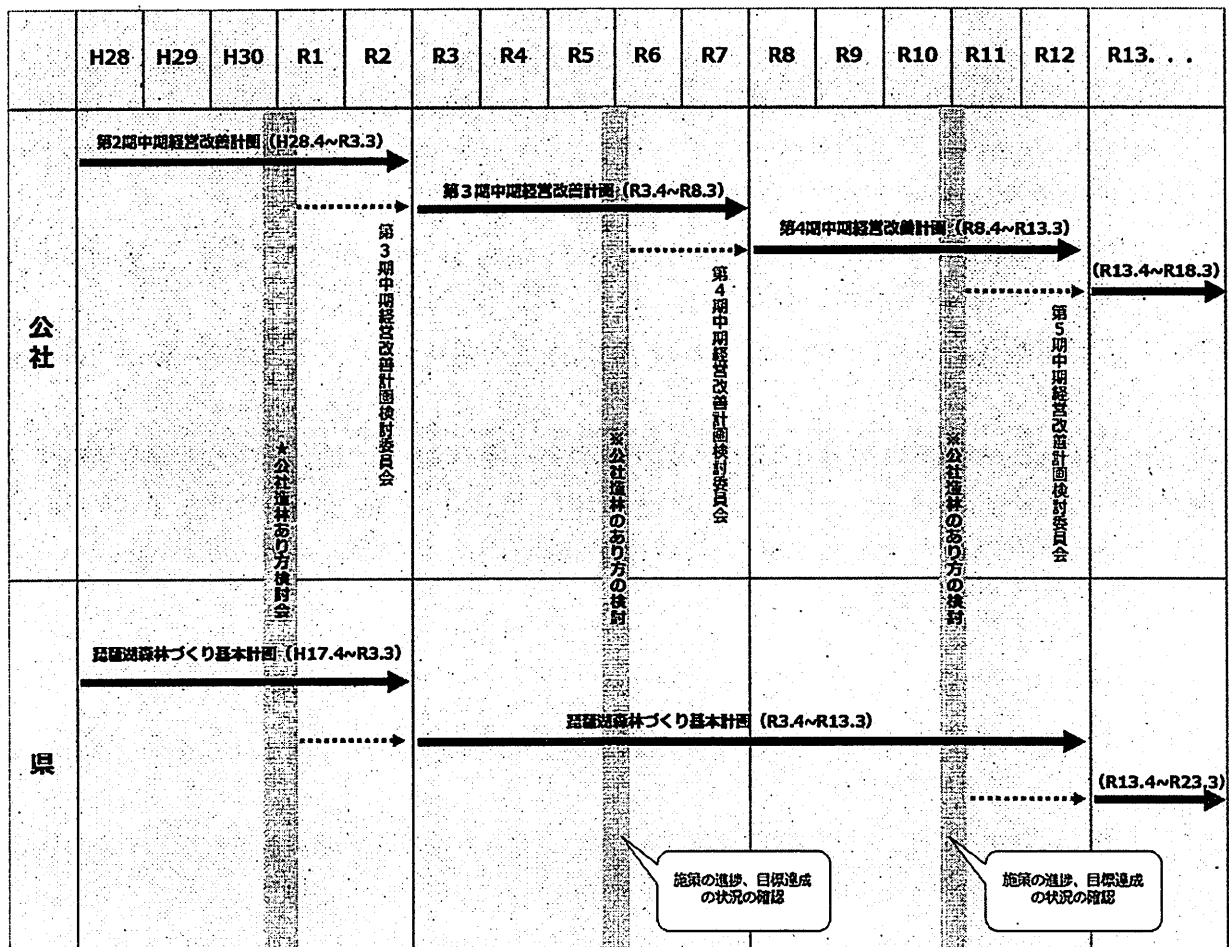 H28 H29 H30 R1 R2 R3 R4 R5 R6 R7 R8 R9 R10 R11 R12 R13. . .
公社
第2期中期経営改善計画(H28.4~R3.3)
第3期中期経営改善計画(R3.4~R8.3)
第4期中期経営改善計画(R8.4~R13.3)
(R13.4~R18.3)
第3期中期経営改善計画検討委員会
第4期中期経営改善計画検討委員会
第5期中期経営改善計画検討委員会
★公社造林あり方検討会
※公社造林のあり方の検討
※公社造林のあり方の検討
県
琵琶湖森林づくり基本計画(H17.4~R3.3)
琵琶湖森林づくり基本計画(R3.4~R13.3)
(R13.4~R23.3)
施策の進捗、目標達成
の状況の確認
施策の進捗、目標達成
の状況の確認